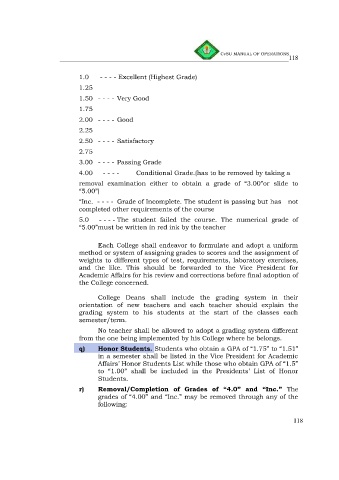 CvSU MANUAL OF OPERATIONS
118
1.0 - - - - Excellent (Highest Grade)
1.25
1.50 - - - - Very Good
1.75
2.00 - - - - Good
2.25
2.50 - - - - Satisfactory
2.75
3.00 - - - - Passing Grade
4.00 - - - - Conditional Grade.(has to be removed by taking a
removal examination either to obtain a grade of “3.00”or slide to
“5.00”)
“Inc. - - - - Grade of Incomplete. The student is passing but has not
completed other requirements of the course
5.0 - - - - The student failed the course. The numerical grade of
“5.00”must be written in red ink by the teacher
Each College shall endeavor to formulate and adopt a uniform
method or system of assigning grades to scores and the assignment of
weights to different types of test, requirements, laboratory exercises,
and the like. This should be forwarded to the Vice President for
Academic Affairs for his review and corrections before final adoption of
the College concerned.
College Deans shall include the grading system in their
orientation of new teachers and each teacher should explain the
grading system to his students at the start of the classes each
semester/term.
No teacher shall be allowed to adopt a grading system different
from the one being implemented by his College where he belongs.
q) Honor Students. Students who obtain a GPA of “1.75” to “1.51”
in a semester shall be listed in the Vice President for Academic
Affairs’ Honor Students List while those who obtain GPA of “1.5”
to “1.00” shall be included in the Presidents’ List of Honor
Students.
r) Removal/Completion of Grades of “4.0” and “Inc.” The
grades of “4.00” and “Inc.” may be removed through any of the
following:
118